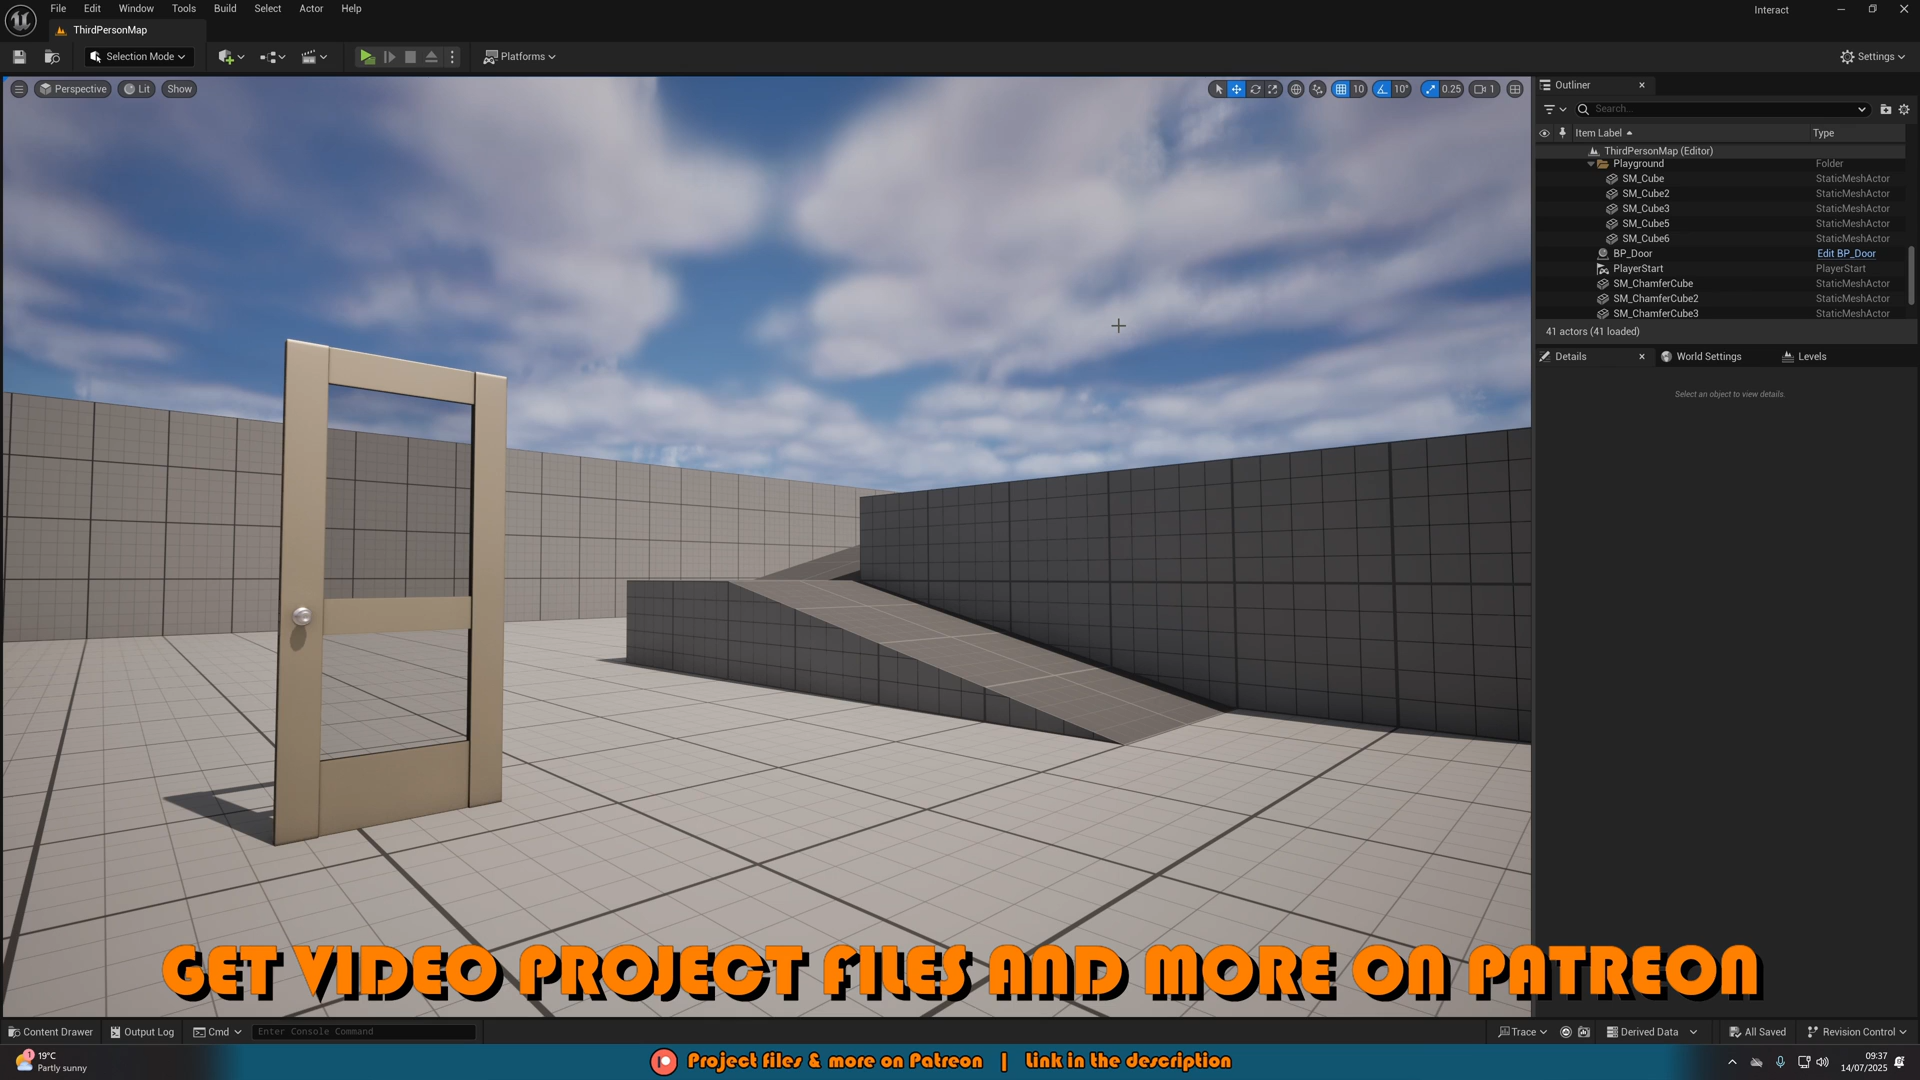 File Edit Window Tools Build Select Actor Help
Interact
ThirdPersonMap
Selection Mode
Platforms
Settings
Perspective Lit Show
10 10° 0.25 1
Outliner
Search...
Item Label Type
ThirdPersonMap (Editor)
Playground Folder
SM_Cube StaticMeshActor
SM_Cube2 StaticMeshActor
SM_Cube3 StaticMeshActor
SM_Cube5 StaticMeshActor
SM_Cube6 StaticMeshActor
BP_Door Edit BP_Door
PlayerStart PlayerStart
SM_ChamferCube StaticMeshActor
SM_ChamferCube2 StaticMeshActor
SM_ChamferCube3 StaticMeshActor
41 actors (41 loaded)
Details World Settings Levels
Select an object to view details.
GET VIDEO PROJECT FILES AND MORE ON PATREON
Content Drawer Output Log Cmd Enter Console Command
Trace Derived Data All Saved Revision Control
1 19°C
Partly sunny
Project files & more on Patreon | Link in the description
09:37
14/07/2025